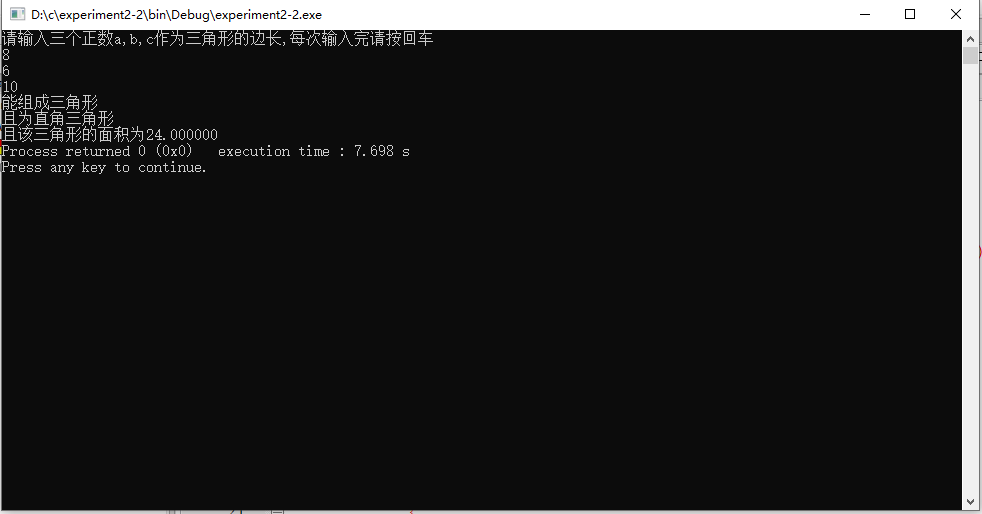 D:\c\experiment2-2\bin\Debug\experiment2-2.exe
请输入三个正数a,b,c作为三角形的边长,每次输入完请按回车
8
6
10
能组成三角形
且为直角三角形
且该三角形的面积为24.000000
Process returned 0 (0x0)   execution time : 7.698 s
Press any key to continue.